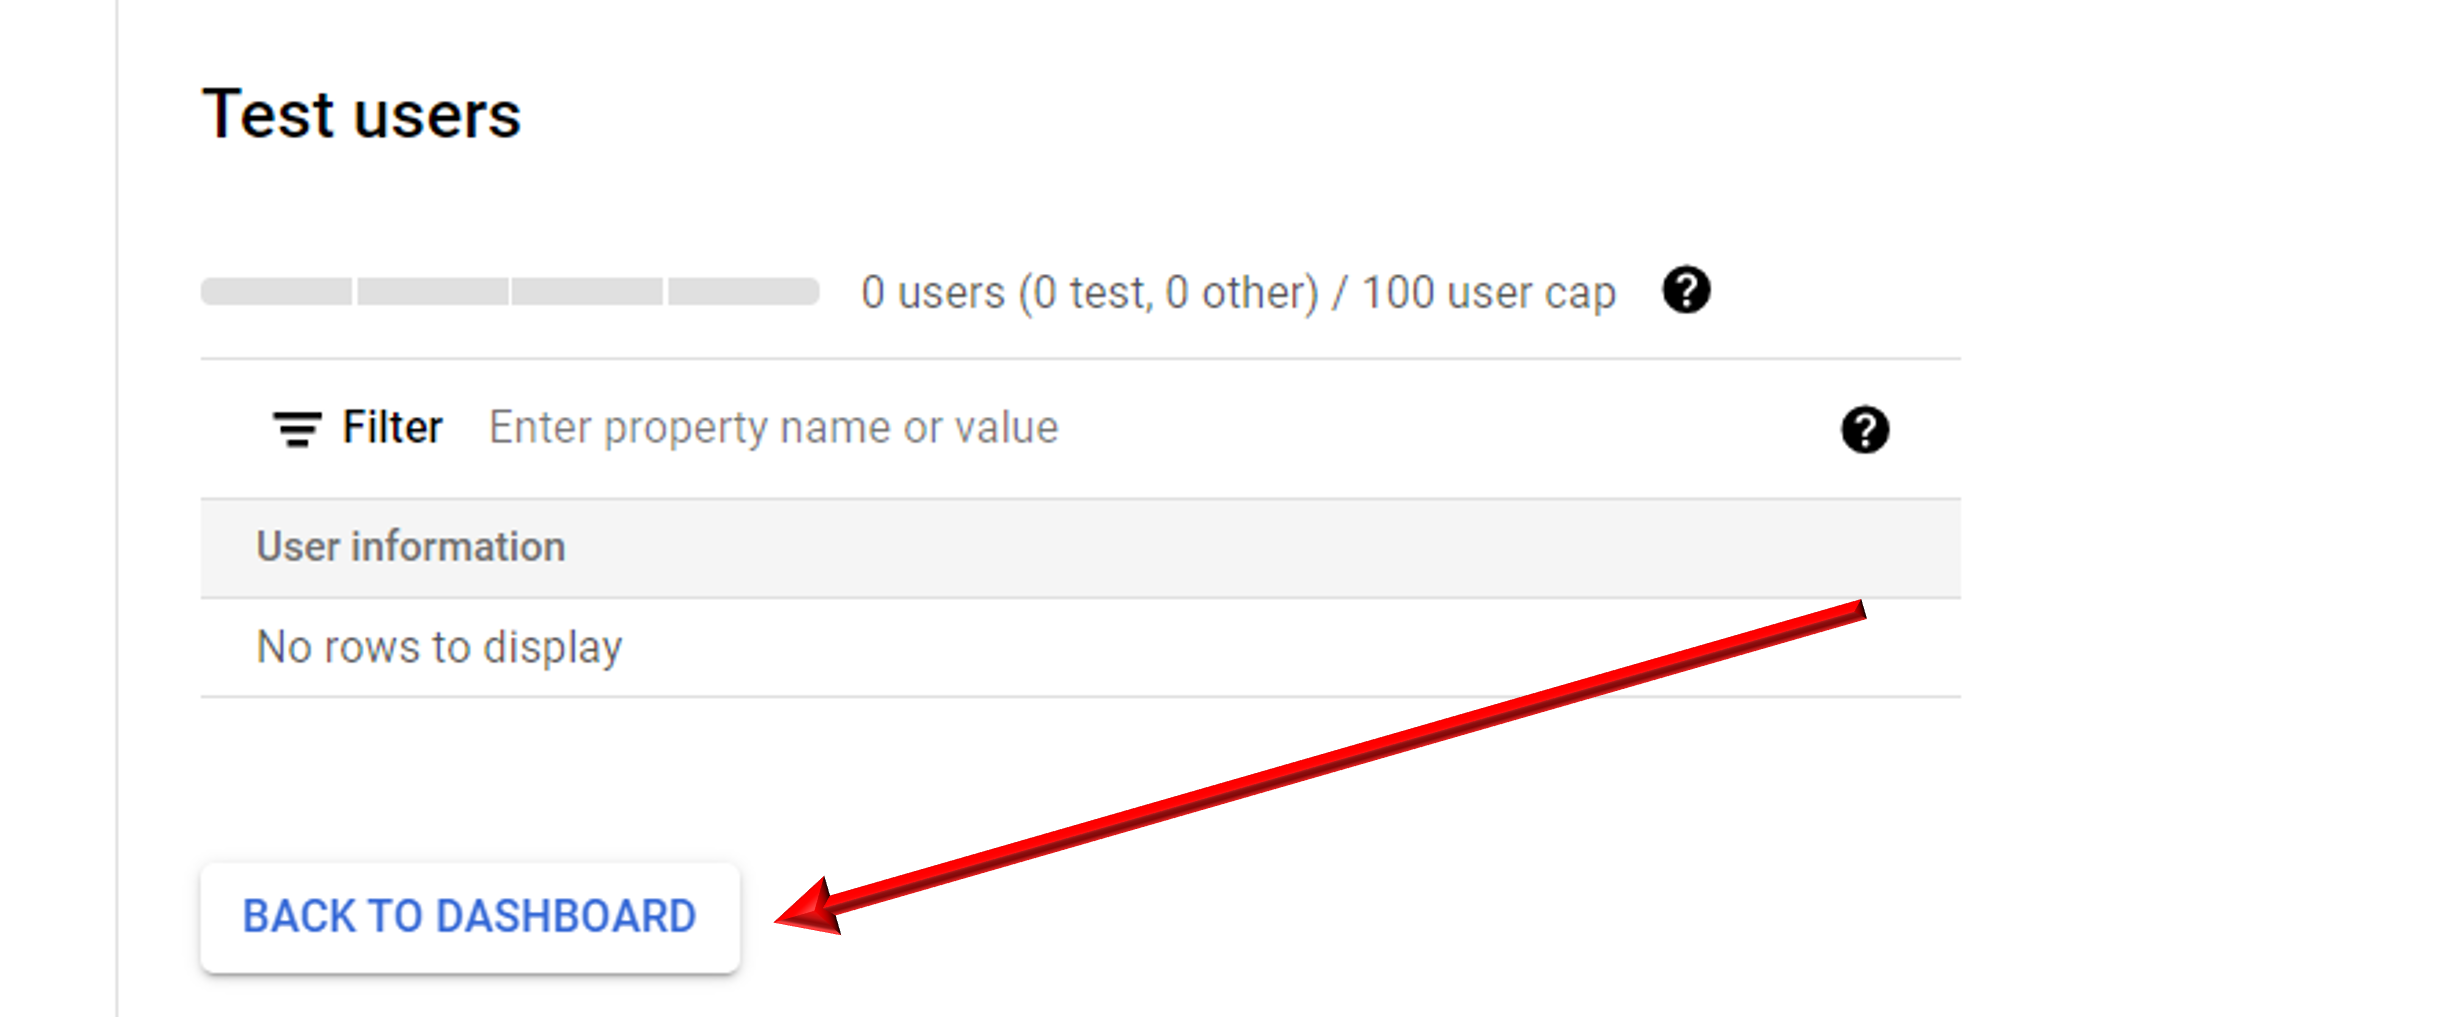 Test users
0 users (0 test, 0 other) / 100 user cap
Filter Enter property name or value
User information
No rows to display
BACK TO DASHBOARD